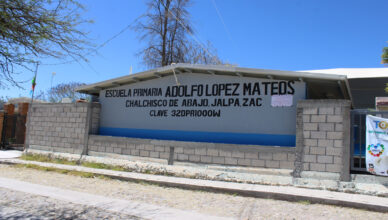 ESCUELA PRIMARIA ADOLFO LOPEZ MATEOS
CHALCHISCO DE ABAJO, JALPA ZAC
CLAVE 32DPR1000W